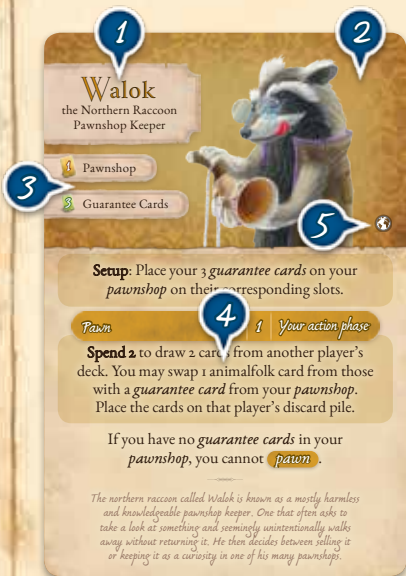 1
2
Walok
the Northern Raccoon
Pawnshop Keeper
1 Pawnshop
3
3 Guarantee Cards
5
Setup: Place your 3 guarantee cards on your
pawnshop on their corresponding slots.
4
Pawn 1 Your action phase
Spend 2 to draw 2 cards from another player's
deck. You may swap 1 animalfolk card from those
with a guarantee card from your pawnshop.
Place the cards on that player's discard pile.
If you have no guarantee cards in your
pawnshop, you cannot pawn .
The northern raccoon called Walok is known as a mostly harmless
and knowledgeable pawnshop keeper. One that often asks to
take a look at something and seemingly unintentionally walks
away without returning it. He then decides between selling it
or keeping it as a curiosity in one of his many pawnshops.